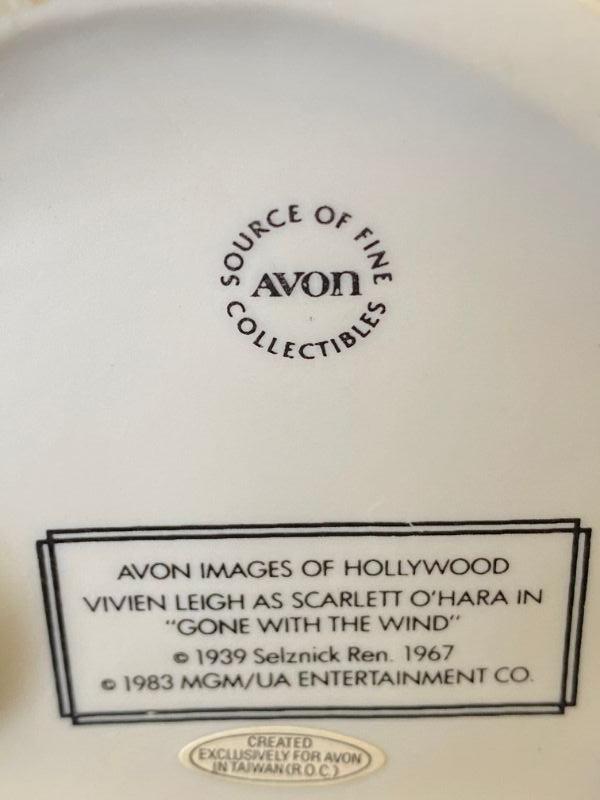 SOURCE OF FINE
AVON
COLLECTIBLES
AVON IMAGES OF HOLLYWOOD
VIVIEN LEIGH AS SCARLETT O'HARA IN
"GONE WITH THE WIND"
© 1939 Selznick Ren. 1967
© 1983 MGM/UA ENTERTAINMENT CO.
CREATED
EXCLUSIVELY FOR AVON
IN TAIWAN (R.O.C.)